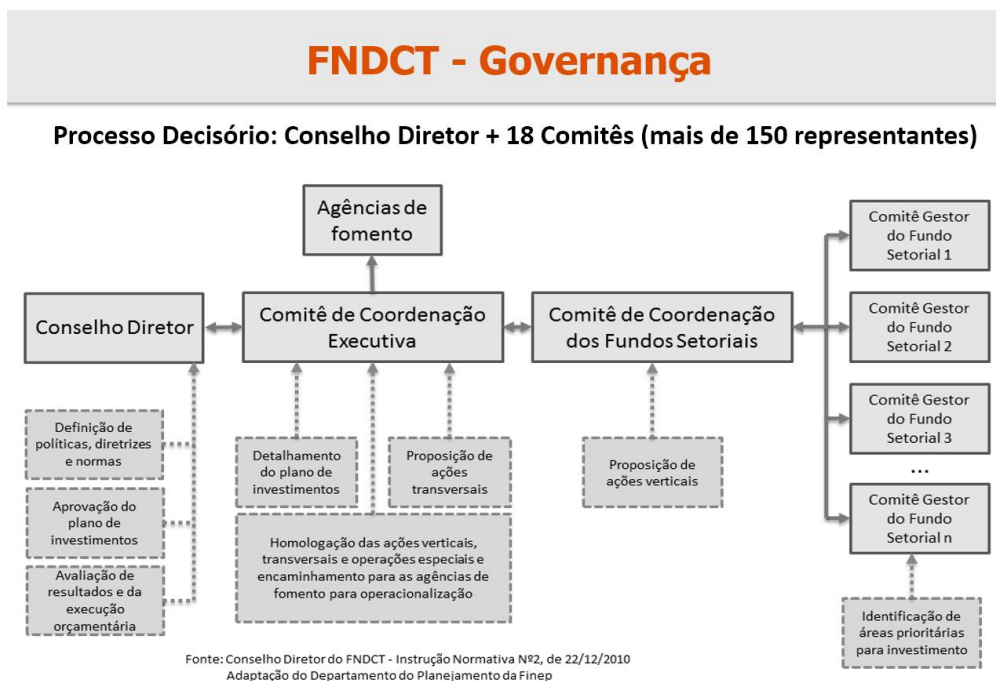 FNDCT - Governança
Processo Decisório: Conselho Diretor + 18 Comitês (mais de 150 representantes)
Agências de
fomento
Conselho Diretor
Comitê de Coordenação
Executiva
Comitê de Coordenação
dos Fundos Setoriais
Comitê Gestor
do Fundo
Setorial 1
Comitê Gestor
do Fundo
Setorial 2
Comitê Gestor
do Fundo
Setorial 3
...
Comitê Gestor
do Fundo
Setorial n
Definição de
políticas, diretrizes
e normas
Aprovação do
plano de
investimentos
Avaliação de
resultados e da
execução
orçamentária
Detalhamento
do plano de
investimentos
Proposição de
ações
transversais
Homologação das ações verticais,
transversais e operações especiais e
encaminhamento para as agências de
fomento para operacionalização
Proposição de
ações verticais
Identificação de
áreas prioritárias
para investimento
Fonte: Conselho Diretor do FNDCT - Instrução Normativa Nº2, de 22/12/2010
Adaptação do Departamento do Planejamento da Finep